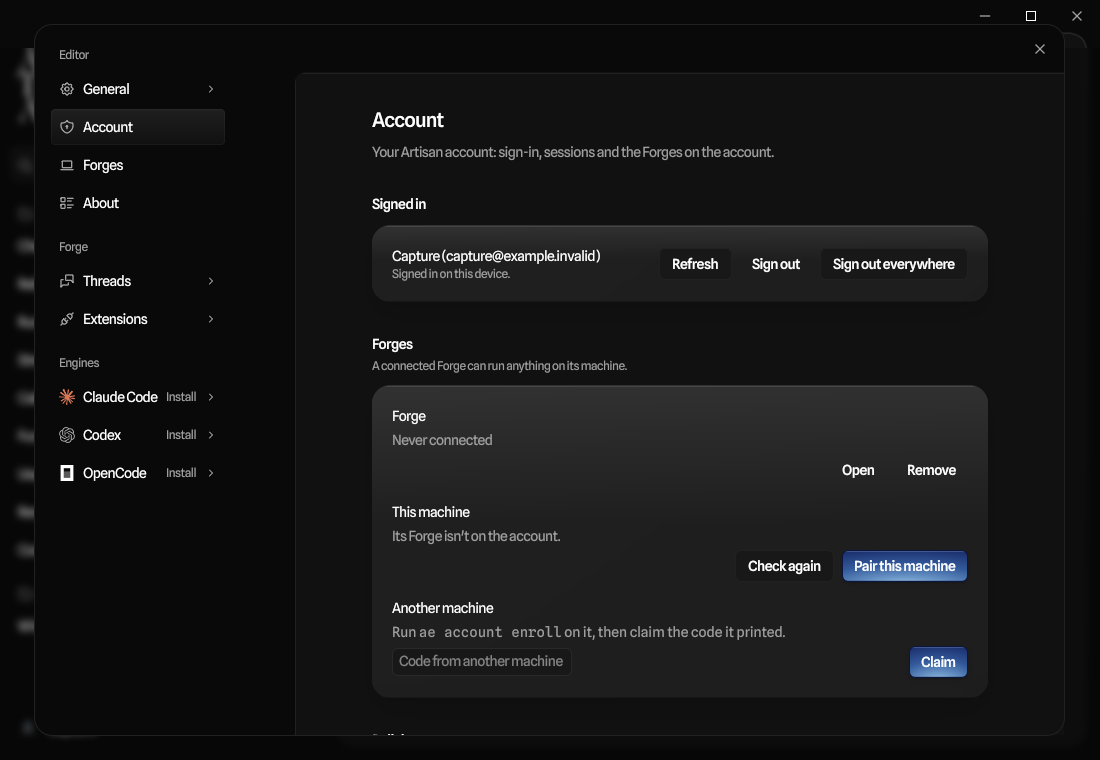 Editor
General
Account
Forges
About
Forge
Threads
Extensions
Engines
Claude Code Install
Codex Install
OpenCode Install
Account
Your Artisan account: sign-in, sessions and the Forges on the account.
Signed in
Capture (capture@example.invalid)
Signed in on this device.
Refresh
Sign out
Sign out everywhere
Forges
A connected Forge can run anything on its machine.
Forge
Never connected
Open
Remove
This machine
Its Forge isn't on the account.
Check again
Pair this machine
Another machine
Run ae account enroll on it, then claim the code it printed.
Code from another machine
Claim